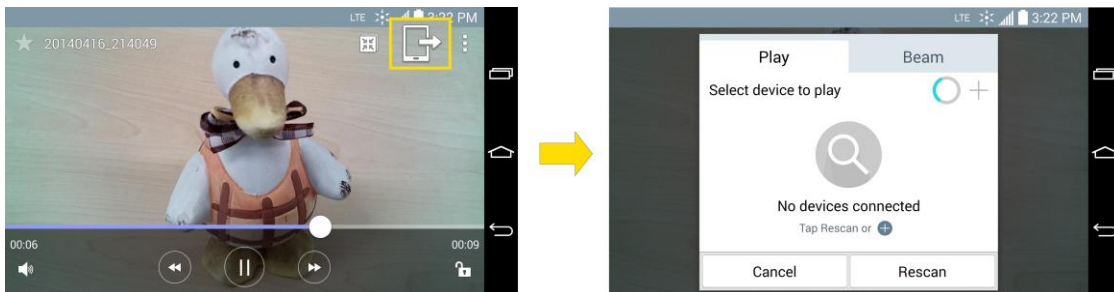 LTE 3:22 PM
20140416_214049
00:06
00:09
LTE 3:22 PM
Play
Beam
Select device to play
No devices connected
Tap Rescan or
Cancel
Rescan